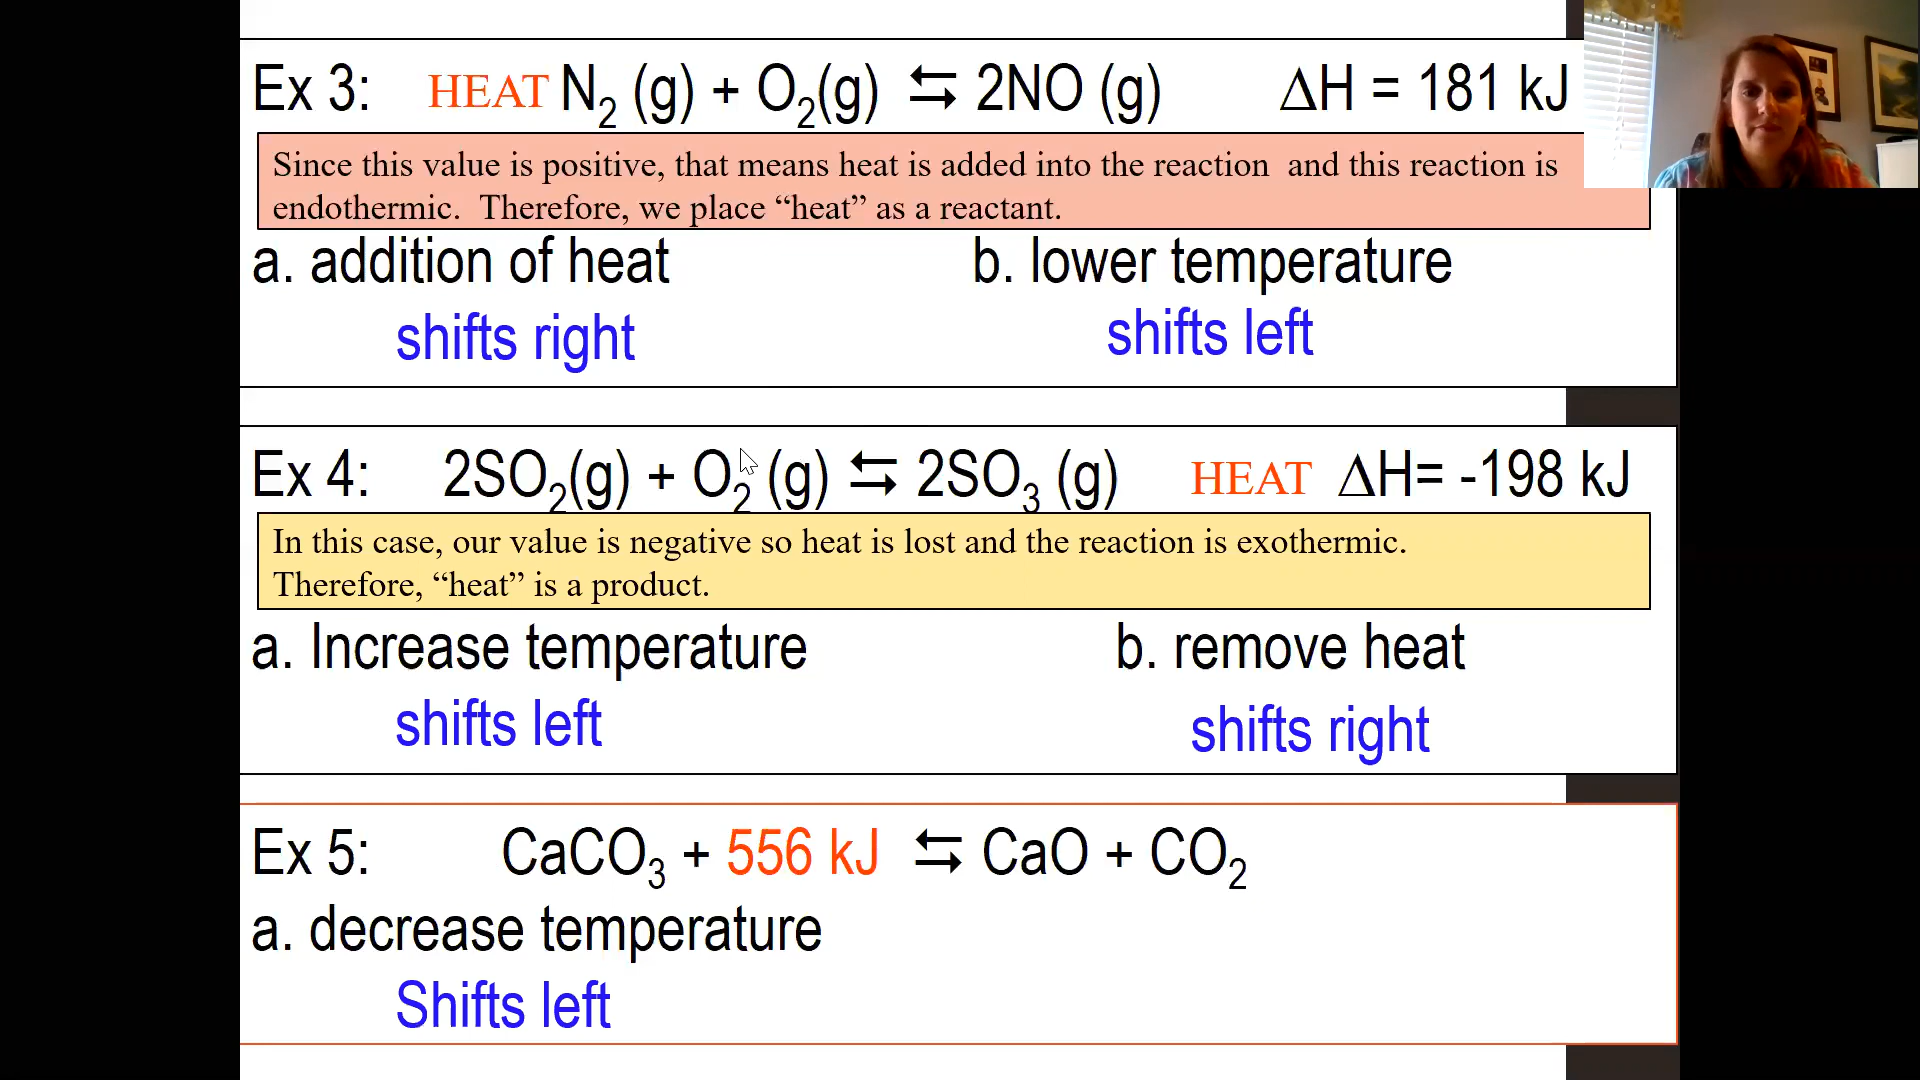 Ex 3: HEAT N₂ (g) + O₂(g) ⇆ 2NO (g) ΔH = 181 kJ
Since this value is positive, that means heat is added into the reaction and this reaction is
endothermic. Therefore, we place “heat” as a reactant.
a. addition of heat b. lower temperature
shifts right shifts left
Ex 4: 2SO₂(g) + O₂ (g) ⇆ 2SO₃ (g) HEAT ΔH= -198 kJ
In this case, our value is negative so heat is lost and the reaction is exothermic.
Therefore, “heat” is a product.
a. Increase temperature b. remove heat
shifts left shifts right
Ex 5: CaCO₃ + 556 kJ ⇆ CaO + CO₂
a. decrease temperature
Shifts left